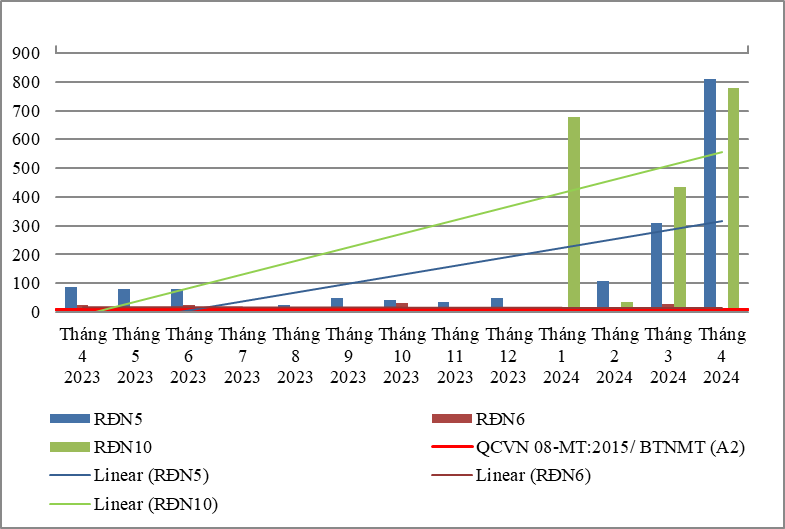 900
800
700
600
500
400
300
200
100
0
Tháng Tháng Tháng Tháng Tháng Tháng Tháng Tháng Tháng Tháng Tháng Tháng Tháng
4 5 6 7 8 9 10 11 12 1 2 3 4
2023 2023 2023 2023 2023 2023 2023 2023 2023 2024 2024 2024 2024
RĐN5 RĐN6
RĐN10 QCVN 08-MT:2015/ BTNMT (A2)
Linear (RĐN5) Linear (RĐN6)
Linear (RĐN10)